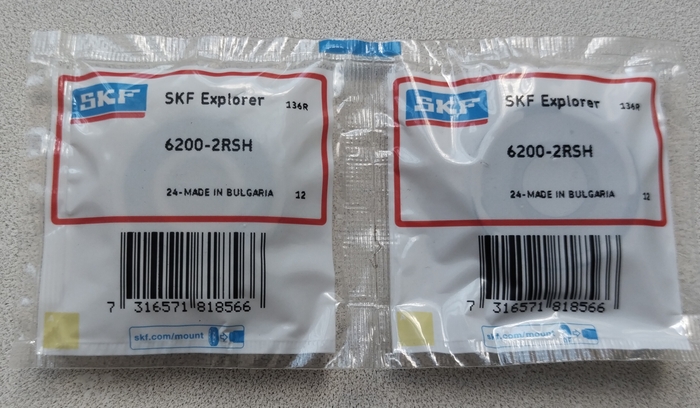 SKF SKF Explorer 136R
6200-2RSH
24-MADE IN BULGARIA 12
7 316571 818566
skf.com/mount
SKF SKF Explorer 136R
6200-2RSH
24-MADE IN BULGARIA 12
7 316571 818566
skf.com/mount